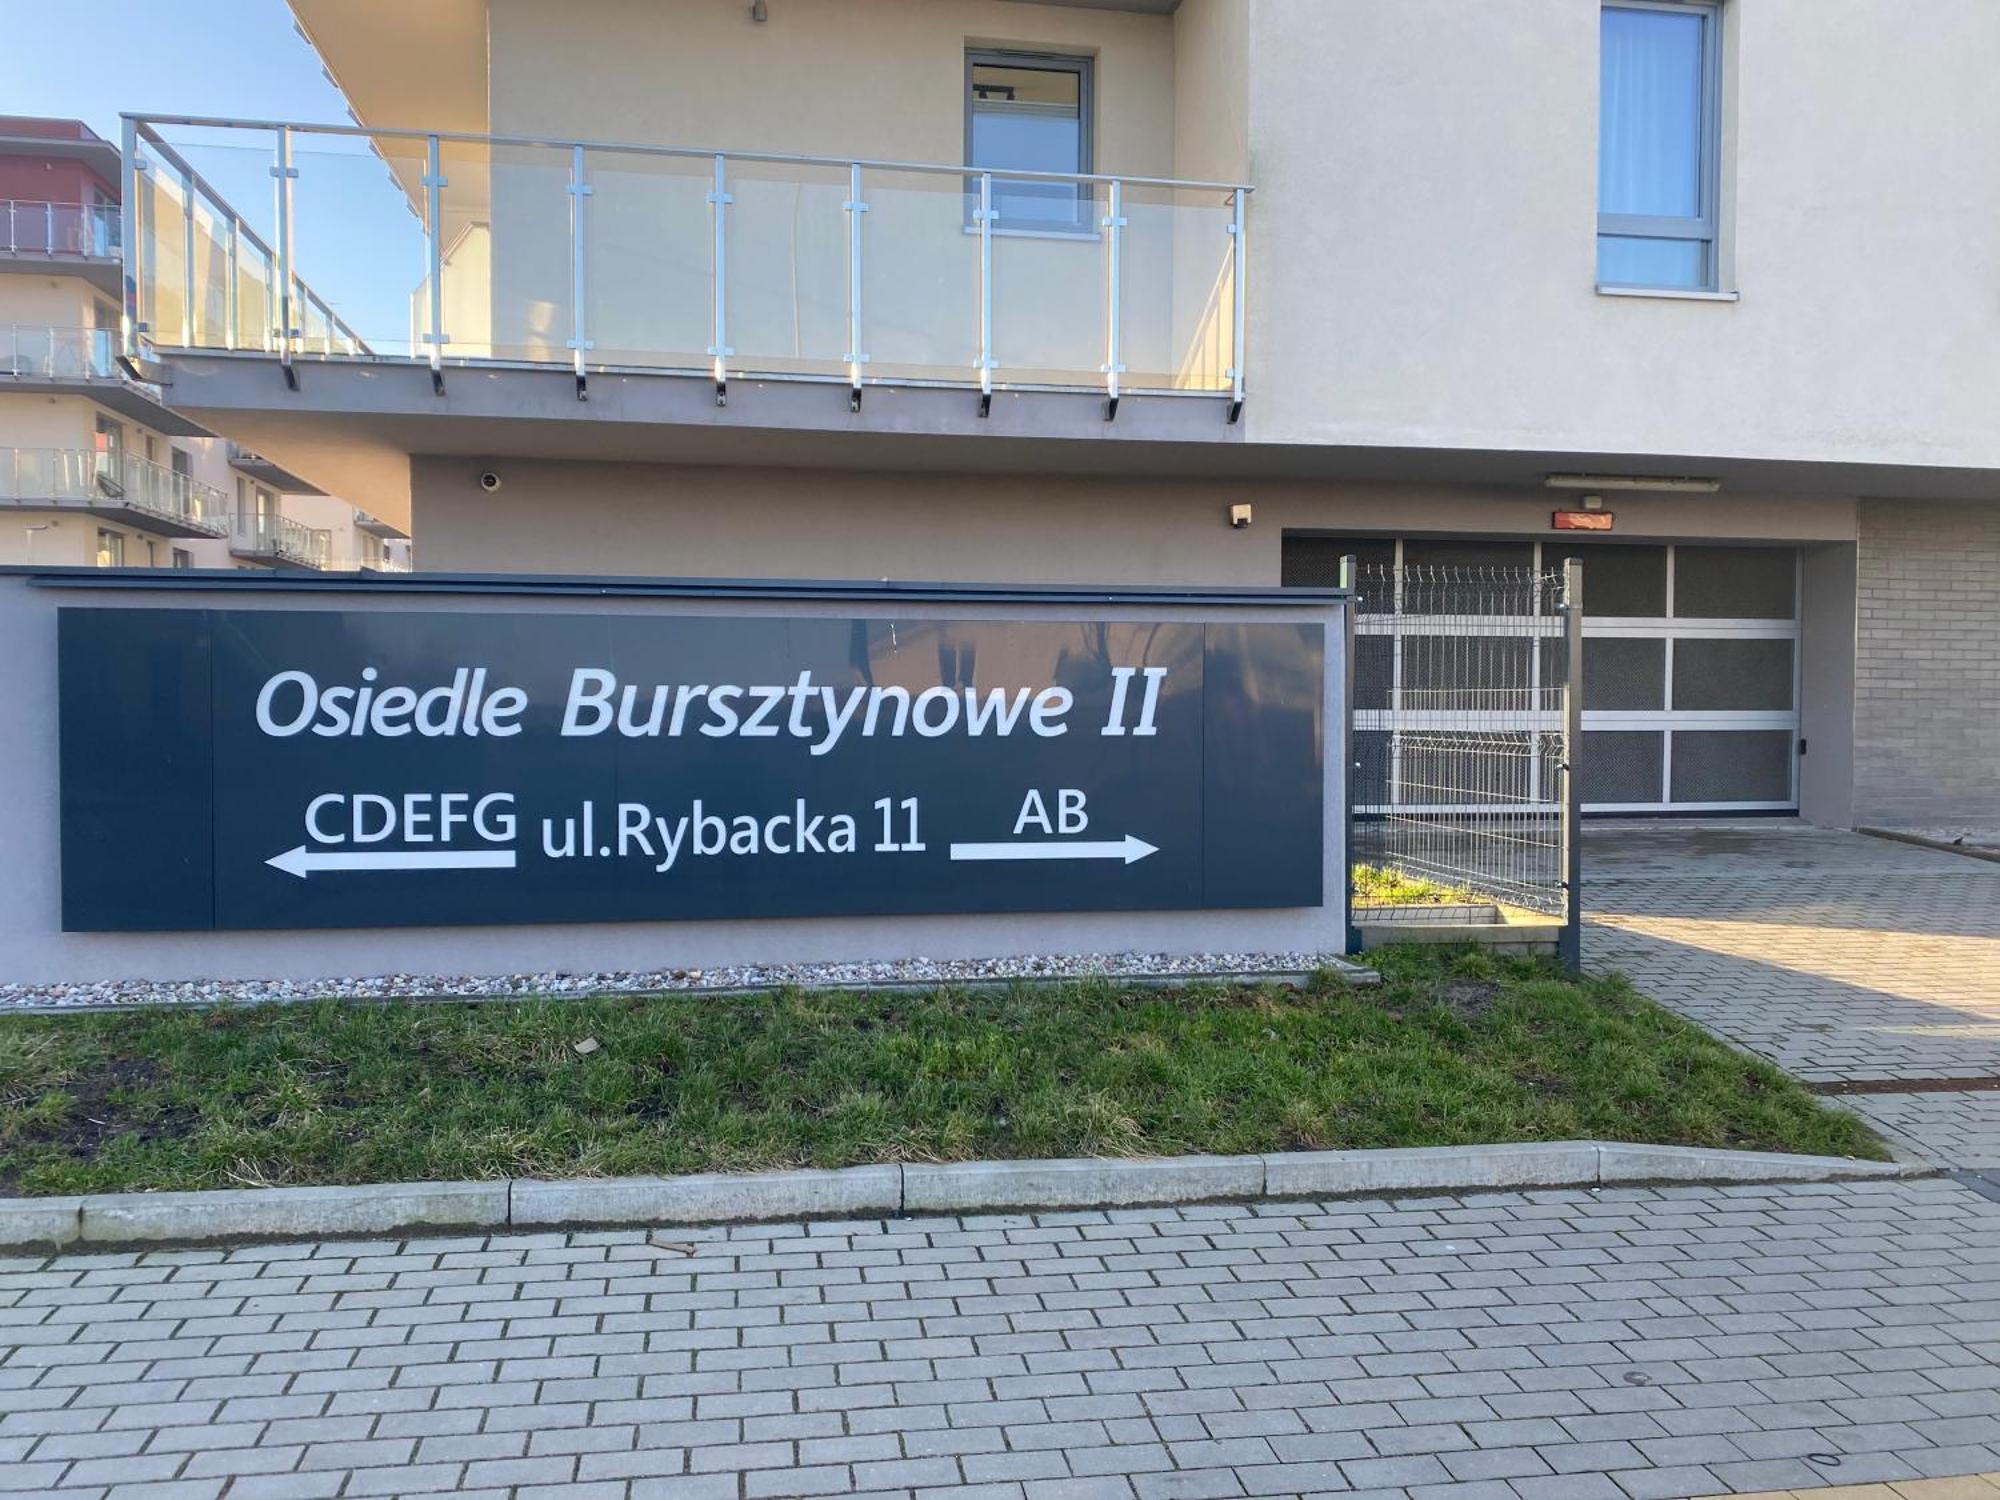 Osiedle Bursztynowe II
CDEFG ul.Rybacka 11 AB